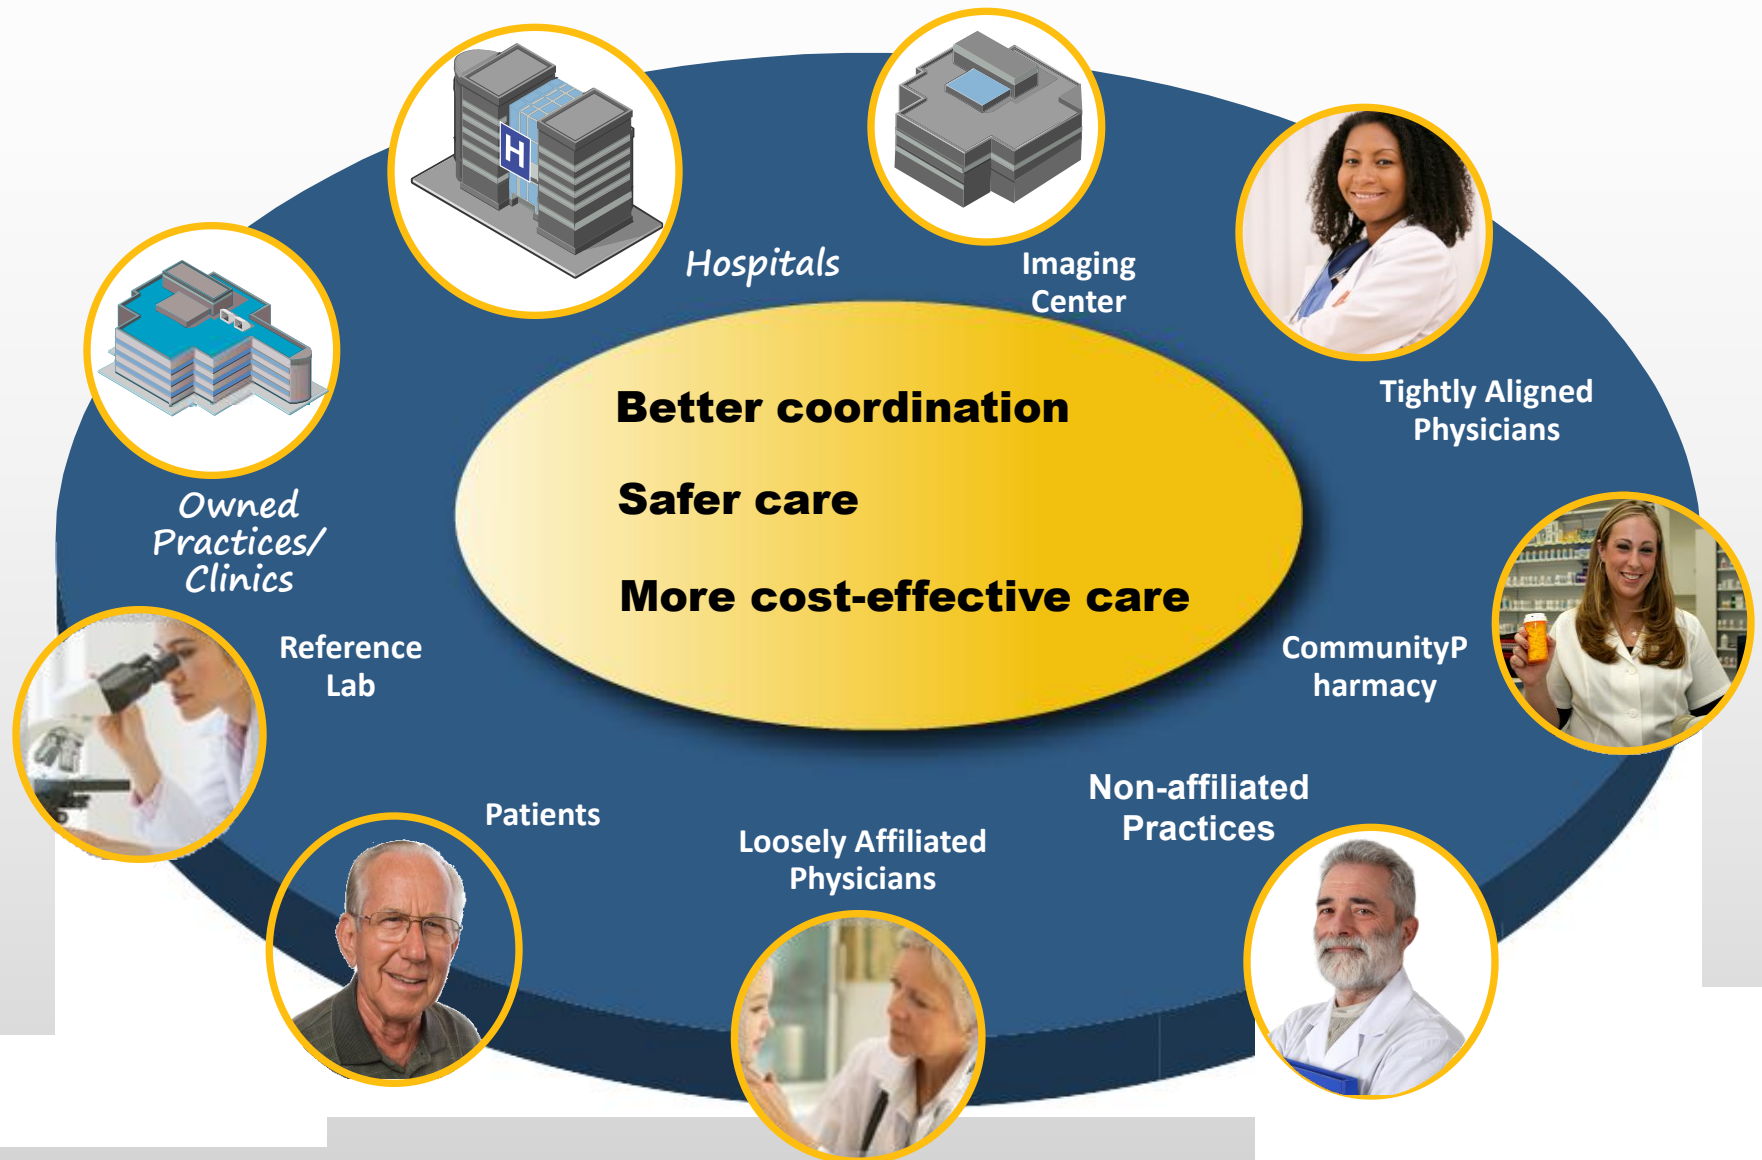 H
Hospitals
Imaging
Center
Tightly Aligned
Physicians
Owned
Practices/
Clinics
Better coordination
Safer care
More cost-effective care
Reference
Lab
CommunityP
harmacy
Patients
Loosely Affiliated
Physicians
Non-affiliated
Practices